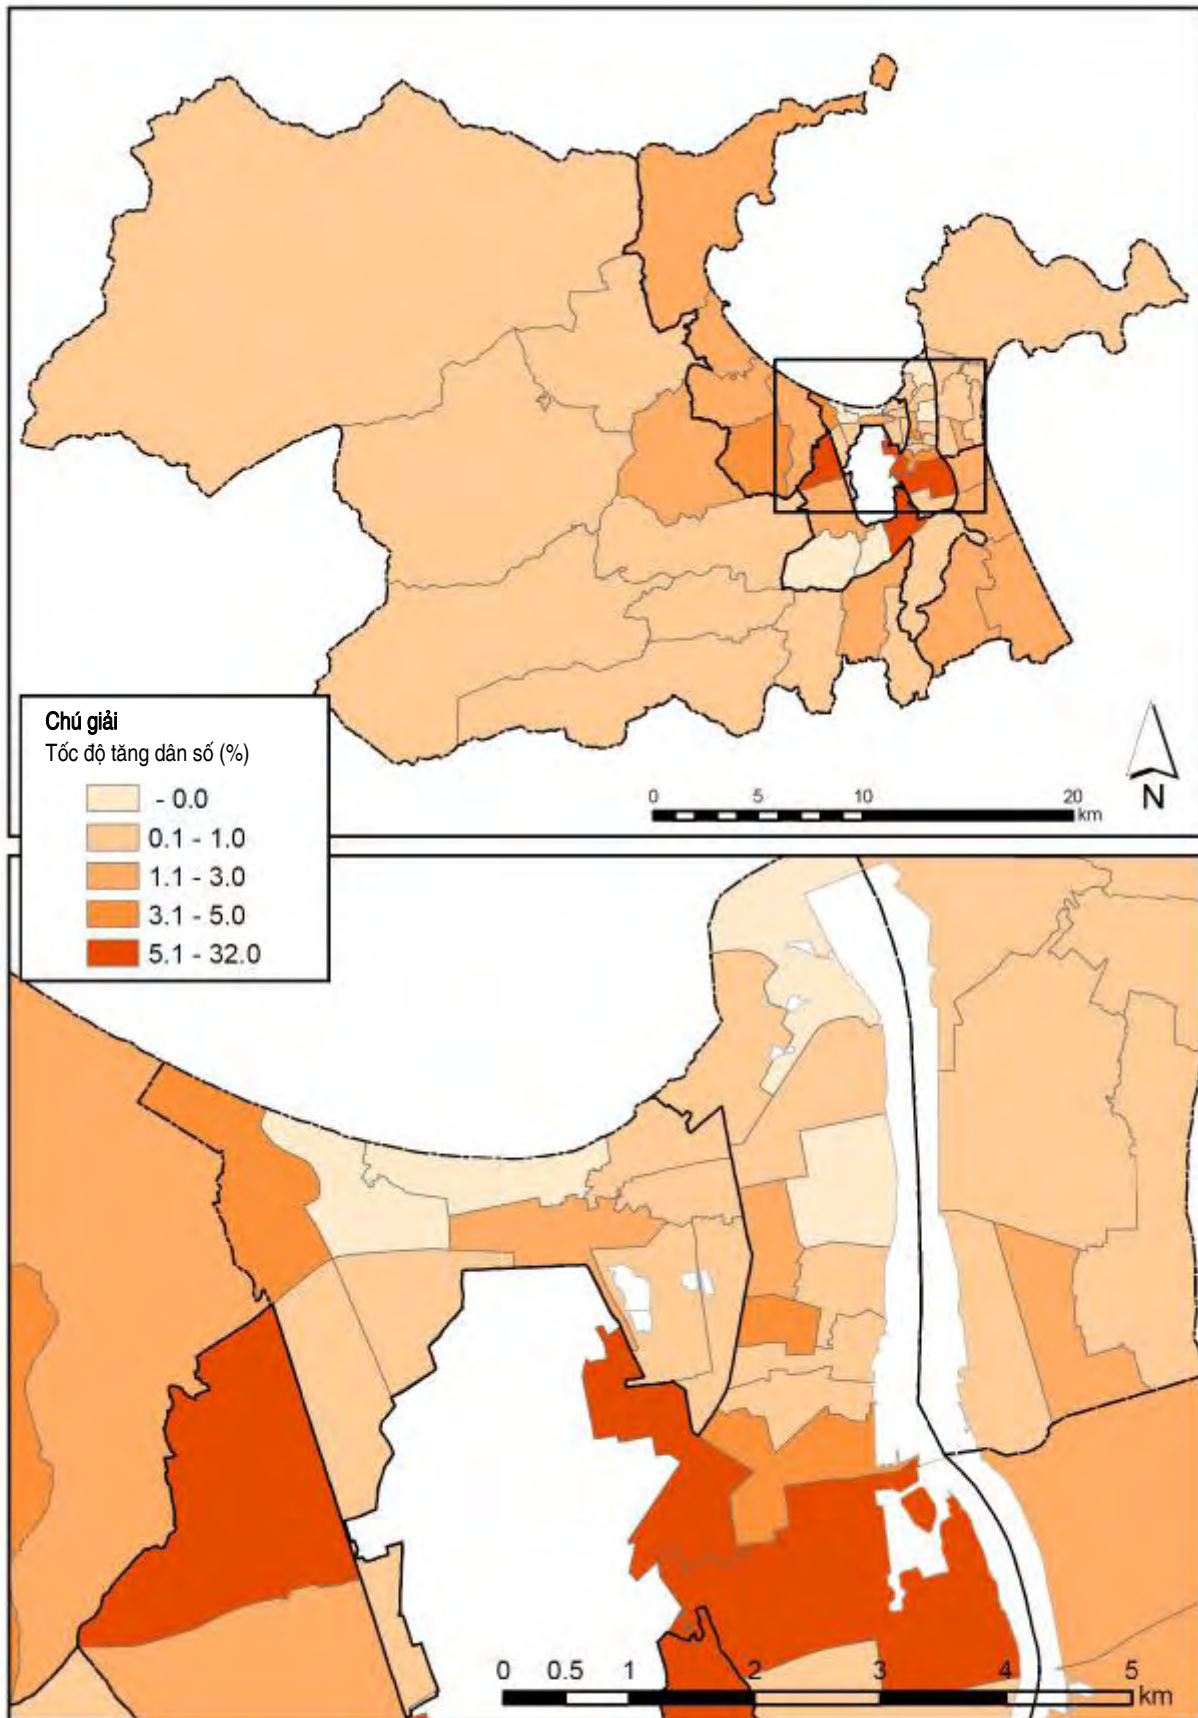 Chú giải
Tốc độ tăng dân số (%)
- 0.0
0.1 - 1.0
1.1 - 3.0
3.1 - 5.0
5.1 - 32.0
N
0 5 10 20
km
0 0.5 1 2 3 4 5
km